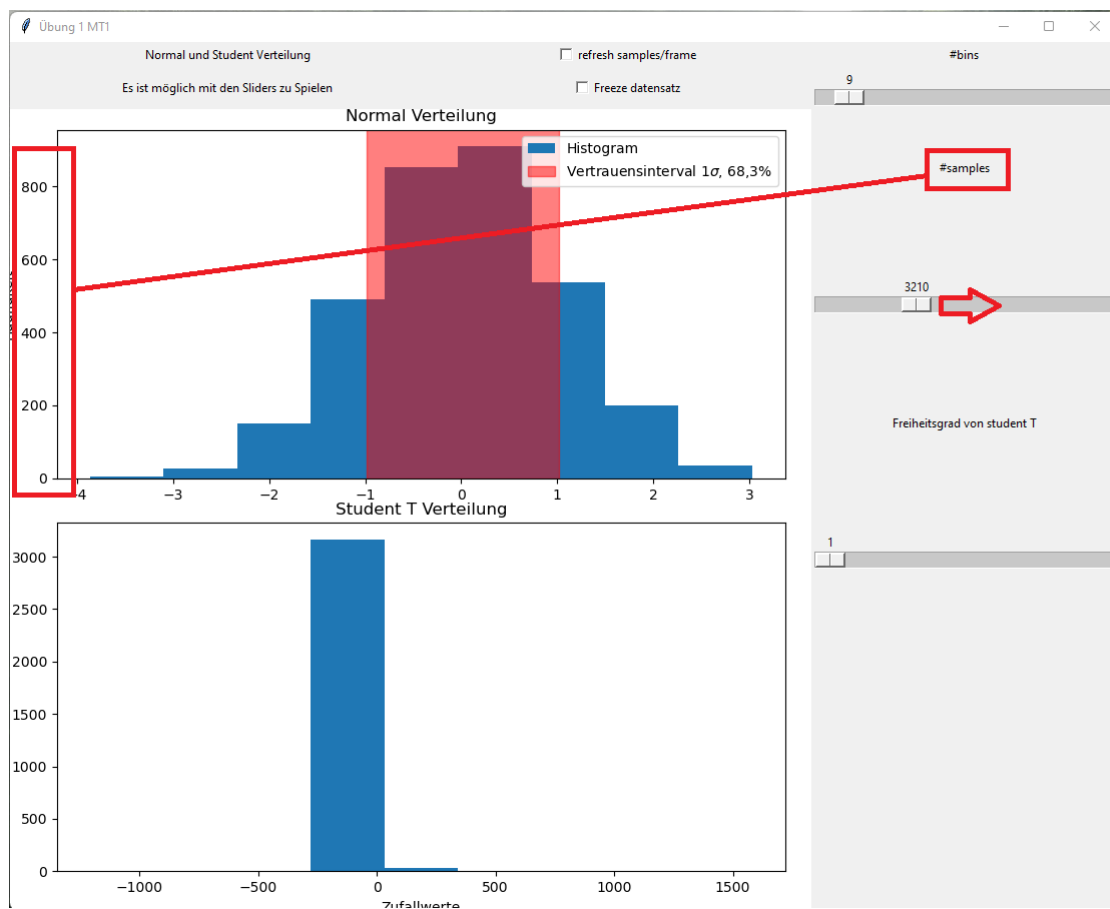 Übung 1 MT1
Normal und Student Verteilung
refresh samples/frame
#bins
Es ist möglich mit den Sliders zu Spielen
Freeze datensatz
9
Normal Verteilung
Histogram
Vertrauensinterval 1σ, 68,3%
#samples
3210
800
600
400
200
0
−4 −3 −2 −1 0 1 2 3
Freiheitsgrad von student T
Student T Verteilung
1
3000
2500
2000
1500
1000
500
0
−1000 −500 0 500 1000 1500
Zufallwerte